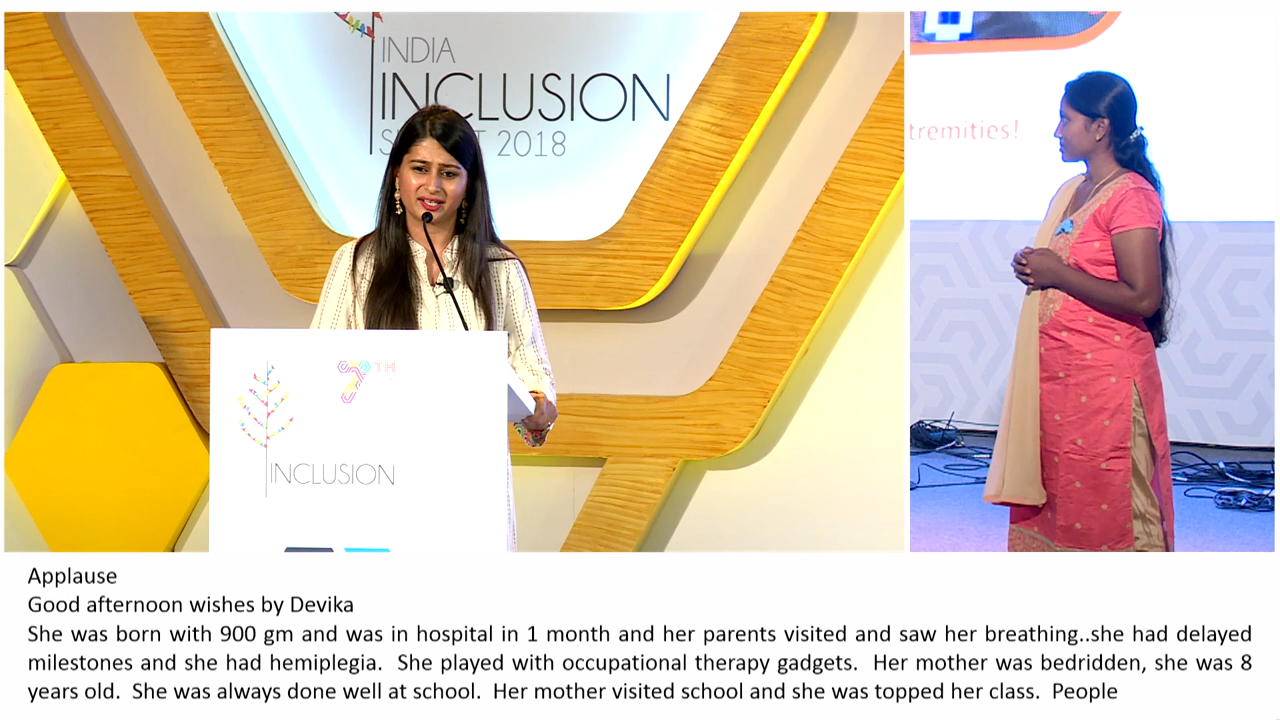 INDIA
INCLUSION
2018
tremities!
7TH
INCLUSION
Applause
Good afternoon wishes by Devika
She was born with 900 gm and was in hospital in 1 month and her parents visited and saw her breathing..she had delayed
milestones and she had hemiplegia. She played with occupational therapy gadgets. Her mother was bedridden, she was 8
years old. She was always done well at school. Her mother visited school and she was topped her class. People